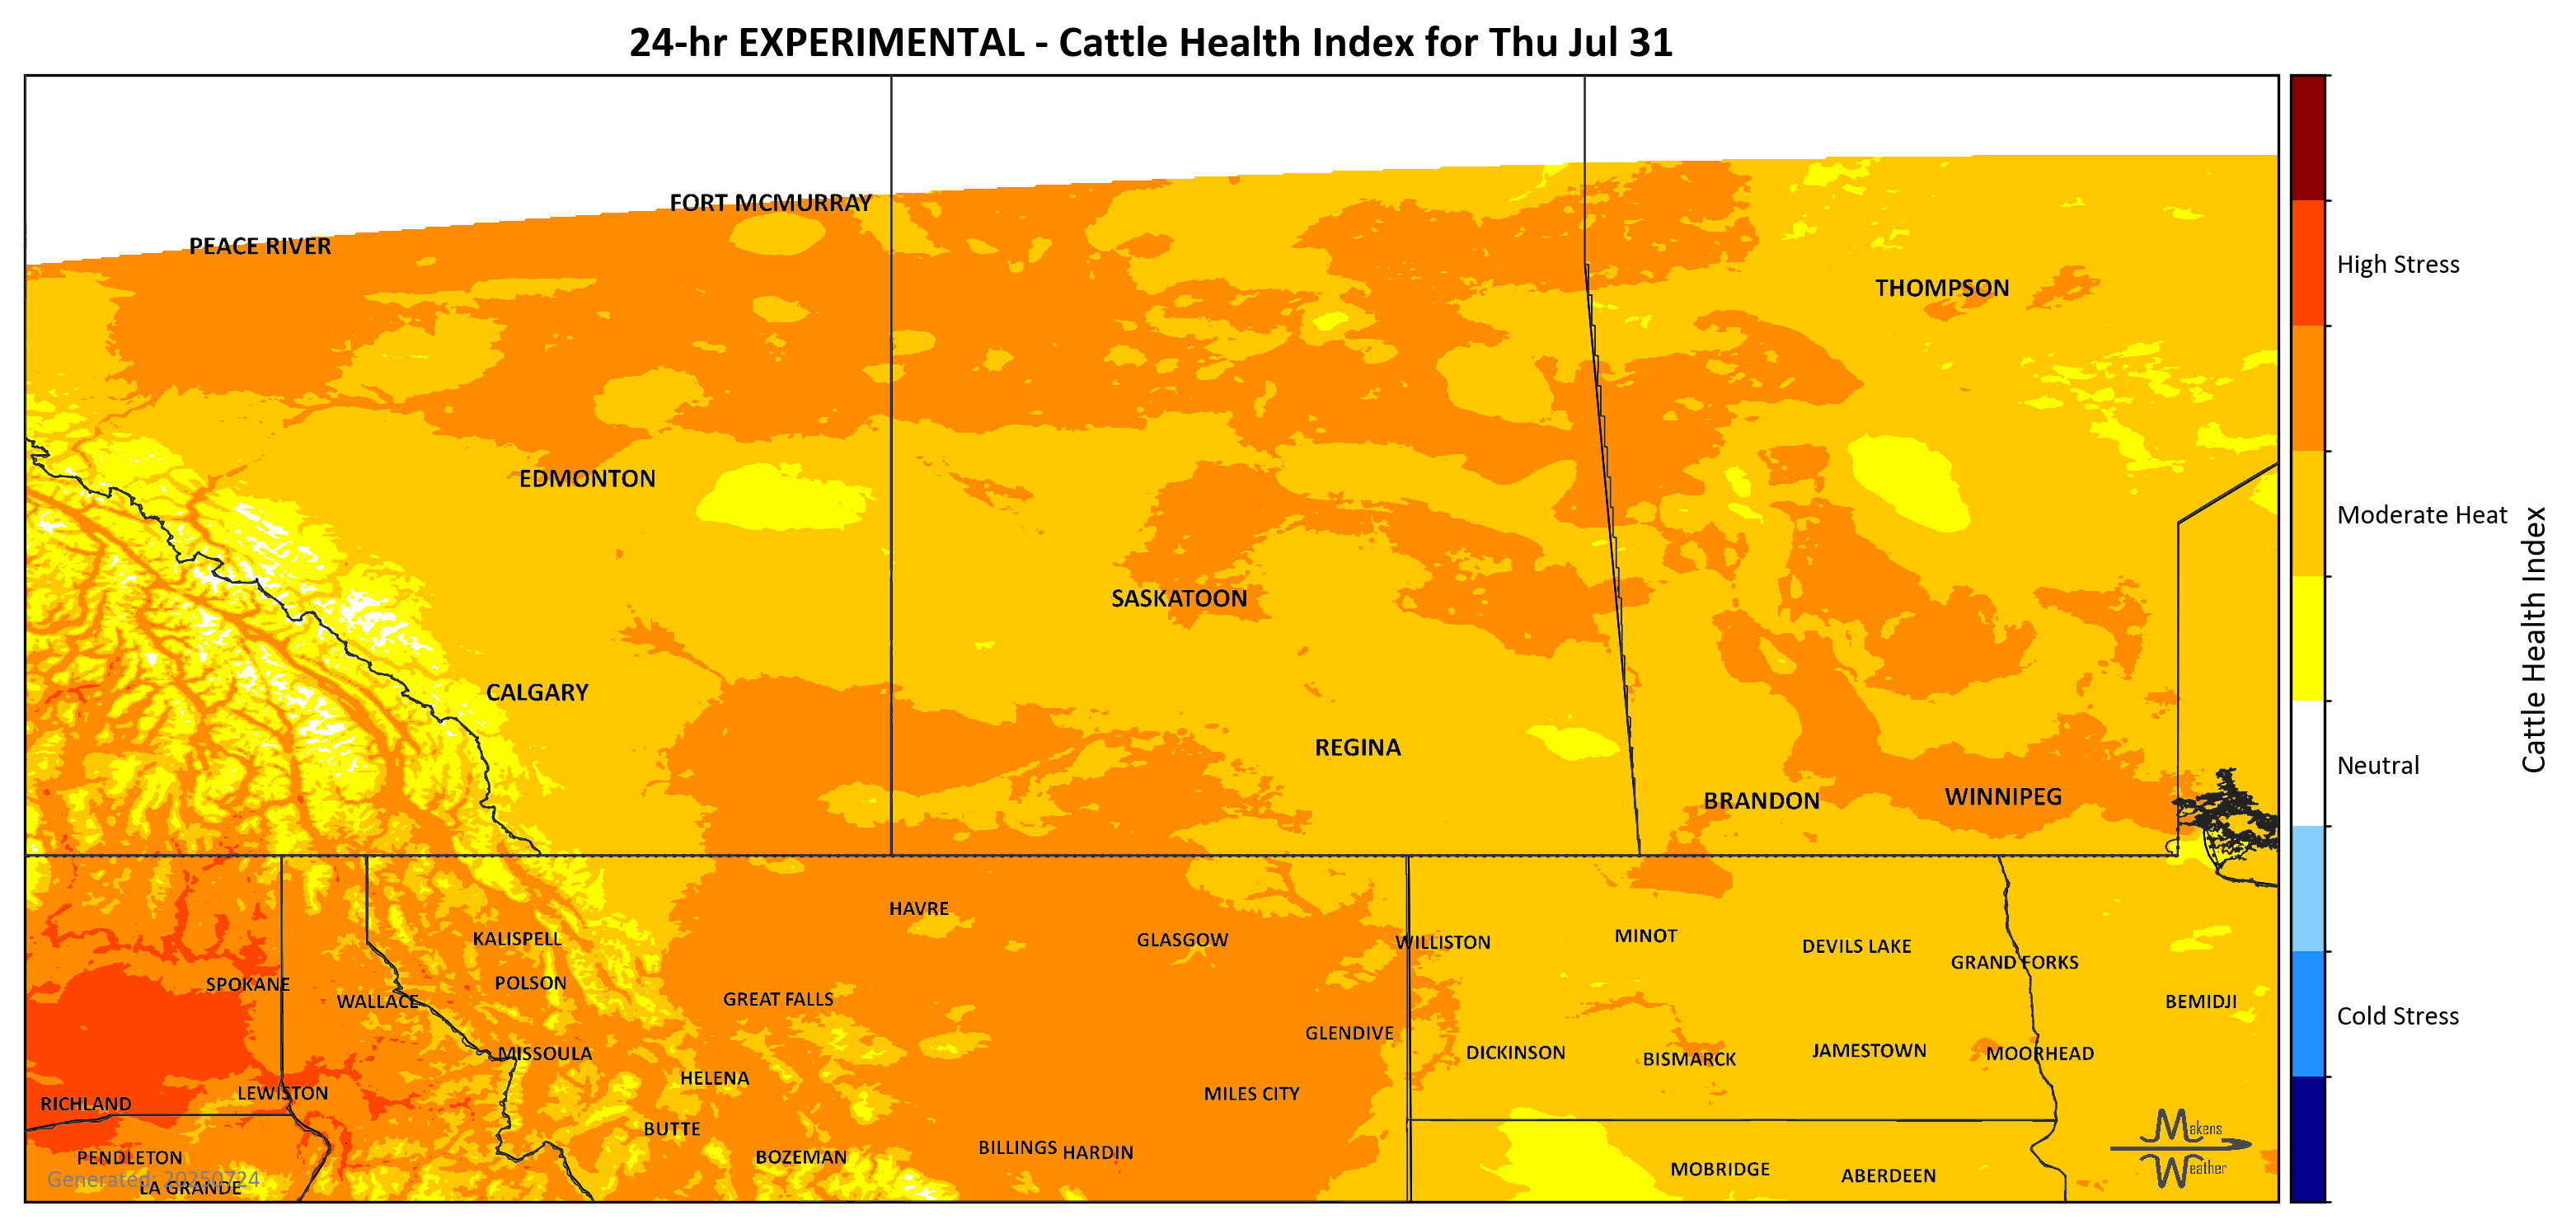 24-hr EXPERIMENTAL - Cattle Health Index for Thu Jul 31
FORT MCMURRAY
PEACE RIVER
THOMPSON
EDMONTON
SASKATOON
CALGARY
REGINA
BRANDON
WINNIPEG
HAVRE
KALISPELL
GLASGOW
WILLISTON
MINOT
DEVILS LAKE
GRAND FORKS
SPOKANE
POLSON
WALLACE
GREAT FALLS
BEMIDJI
GLENDIVE
MISSOULA
DICKINSON
BISMARCK
JAMESTOWN
MOORHEAD
HELENA
LEWISTON
MILES CITY
RICHLAND
BUTTE
PENDLETON
BOZEMAN
BILLINGS
HARDIN
MOBRIDGE
ABERDEEN
LA GRANDE
Generated: 20250724
Makens
Weather
High Stress
Moderate Heat
Neutral
Cold Stress
Cattle Health Index